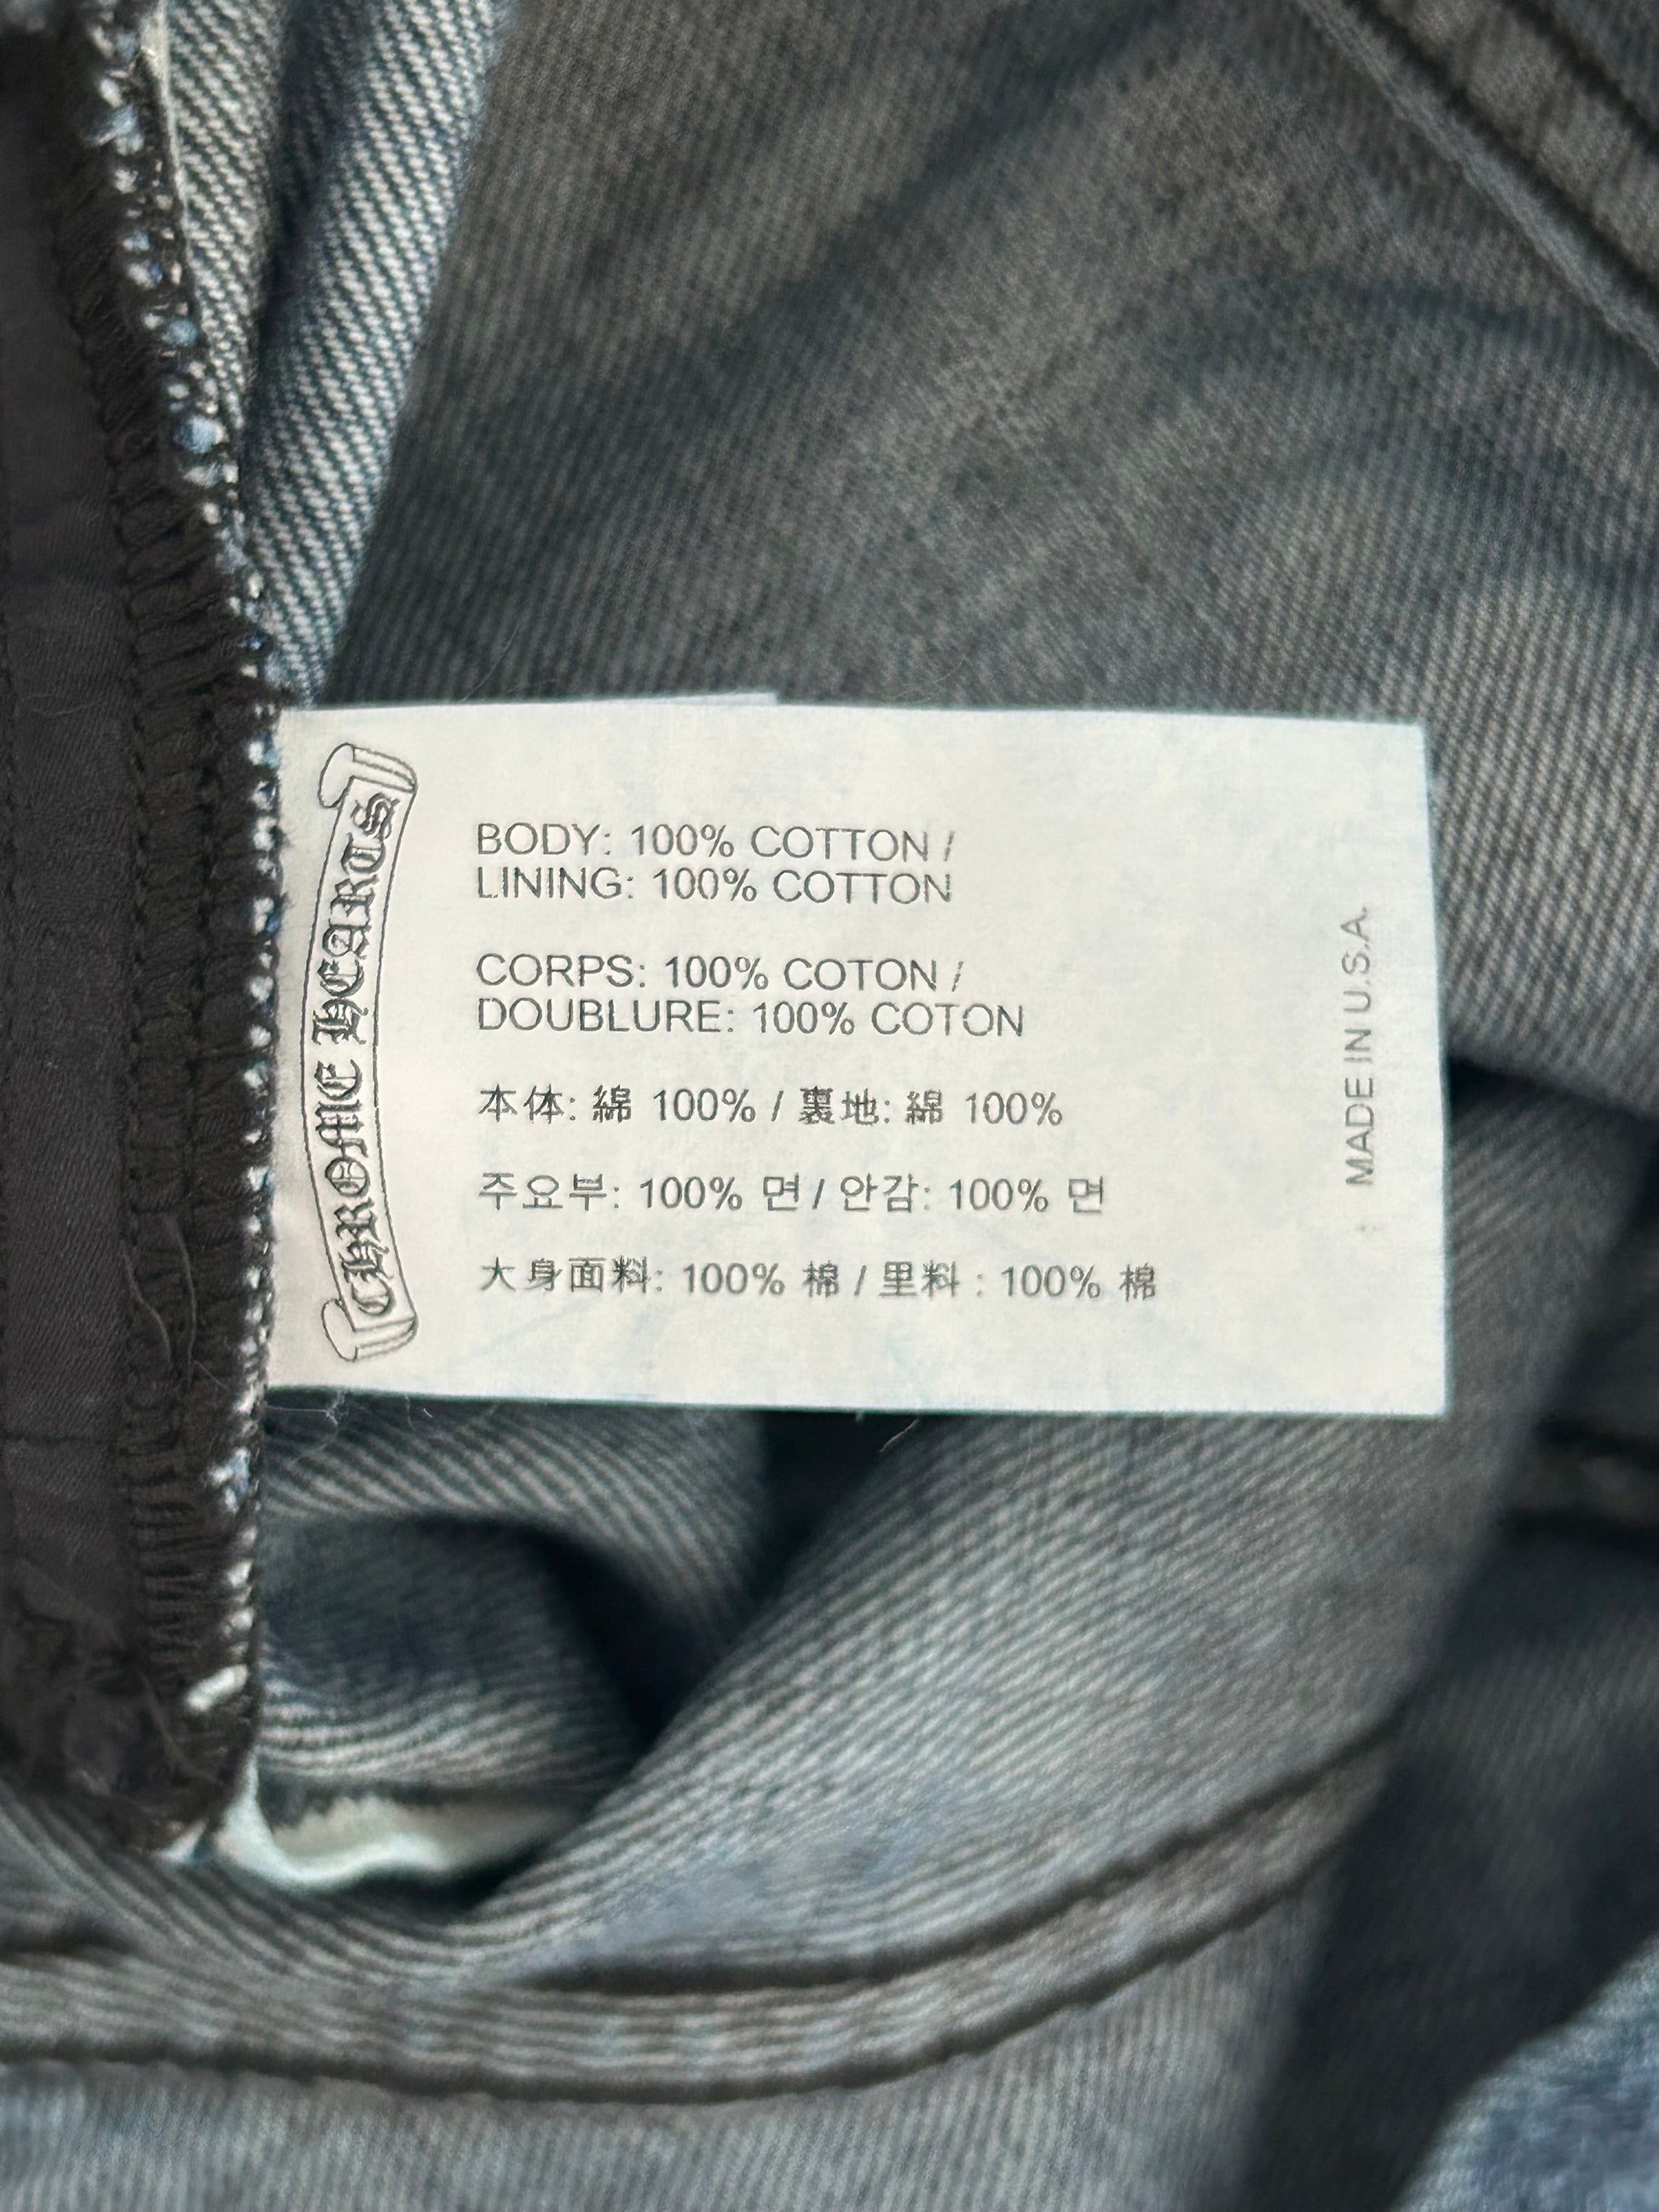 CHROME HEARTS
BODY: 100% COTTON /
LINING: 100% COTTON
CORPS: 100% COTON /
DOUBLURE: 100% COTON
本体: 綿 100% / 裏地: 綿 100%
주요부: 100% 면 / 안감: 100% 면
大身面料: 100% 棉 / 里料 : 100% 棉
MADE IN U.S.A.